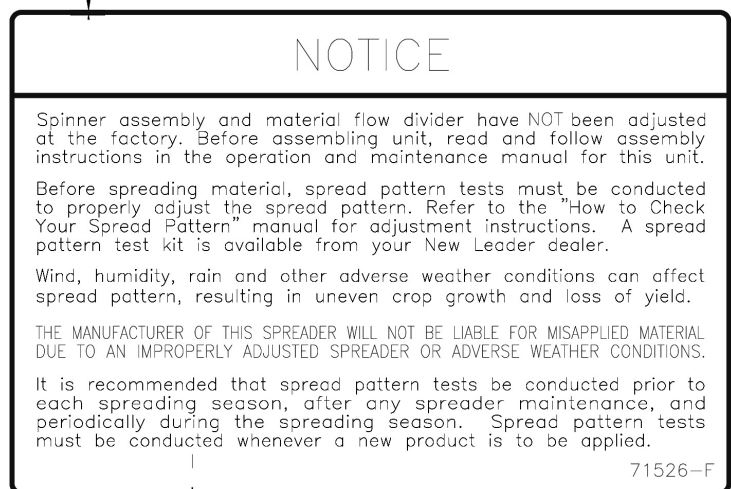 NOTICE
Spinner assembly and material flow divider have NOT been adjusted
at the factory. Before assembling unit, read and follow assembly
instructions in the operation and maintenance manual for this unit.
Before spreading material, spread pattern tests must be conducted
to properly adjust the spread pattern. Refer to the "How to Check
Your Spread Pattern" manual for adjustment instructions. A spread
pattern test kit is available from your New Leader dealer.
Wind, humidity, rain and other adverse weather conditions can affect
spread pattern, resulting in uneven crop growth and loss of yield.
THE MANUFACTURER OF THIS SPREADER WILL NOT BE LIABLE FOR MISAPPLIED MATERIAL
DUE TO AN IMPROPERLY ADJUSTED SPREADER OR ADVERSE WEATHER CONDITIONS.
It is recommended that spread pattern tests be conducted prior to
each spreading season, after any spreader maintenance, and
periodically during the spreading season. Spread pattern tests
must be conducted whenever a new product is to be applied.
71526-F